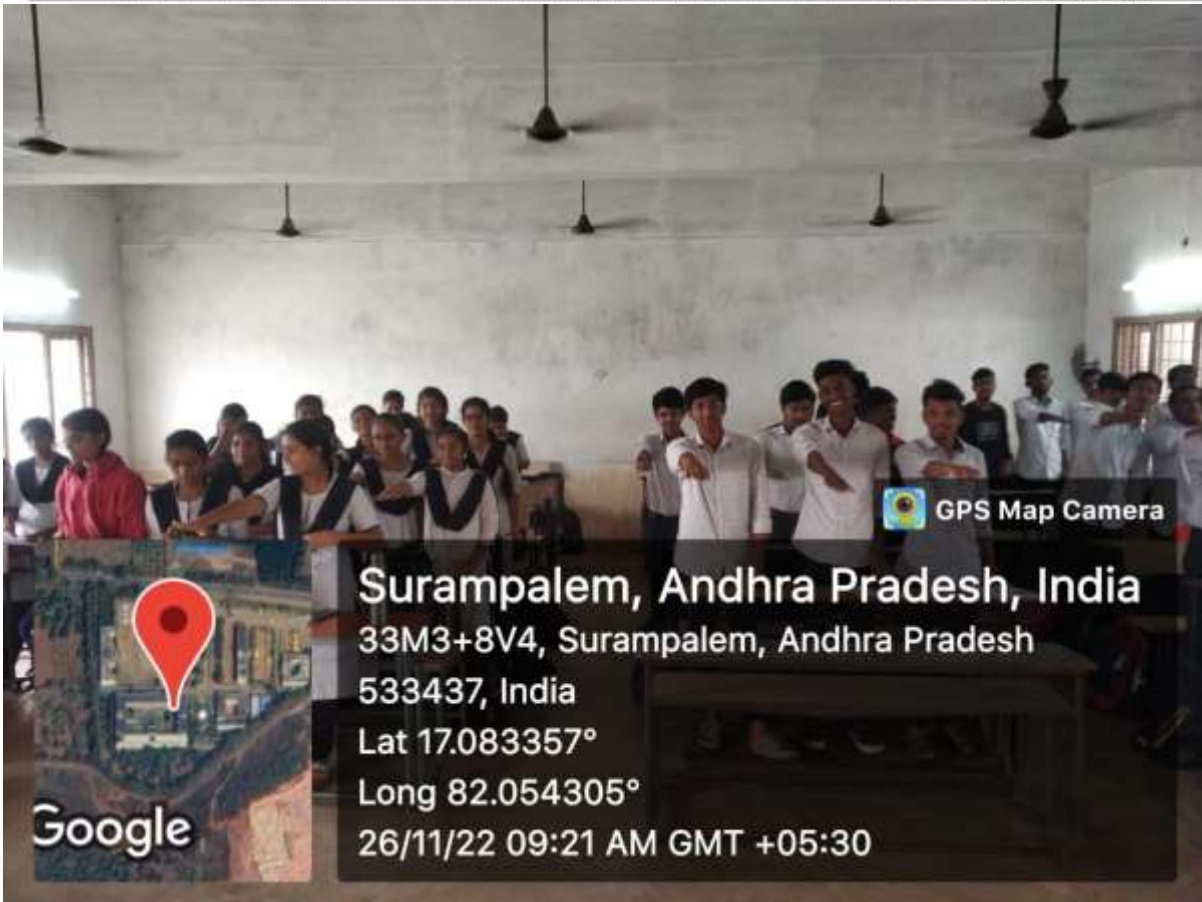 GPS Map Camera
Surampalem, Andhra Pradesh, India
33M3+8V4, Surampalem, Andhra Pradesh
533437, India
Lat 17.083357°
Long 82.054305°
26/11/22 09:21 AM GMT +05:30
Google